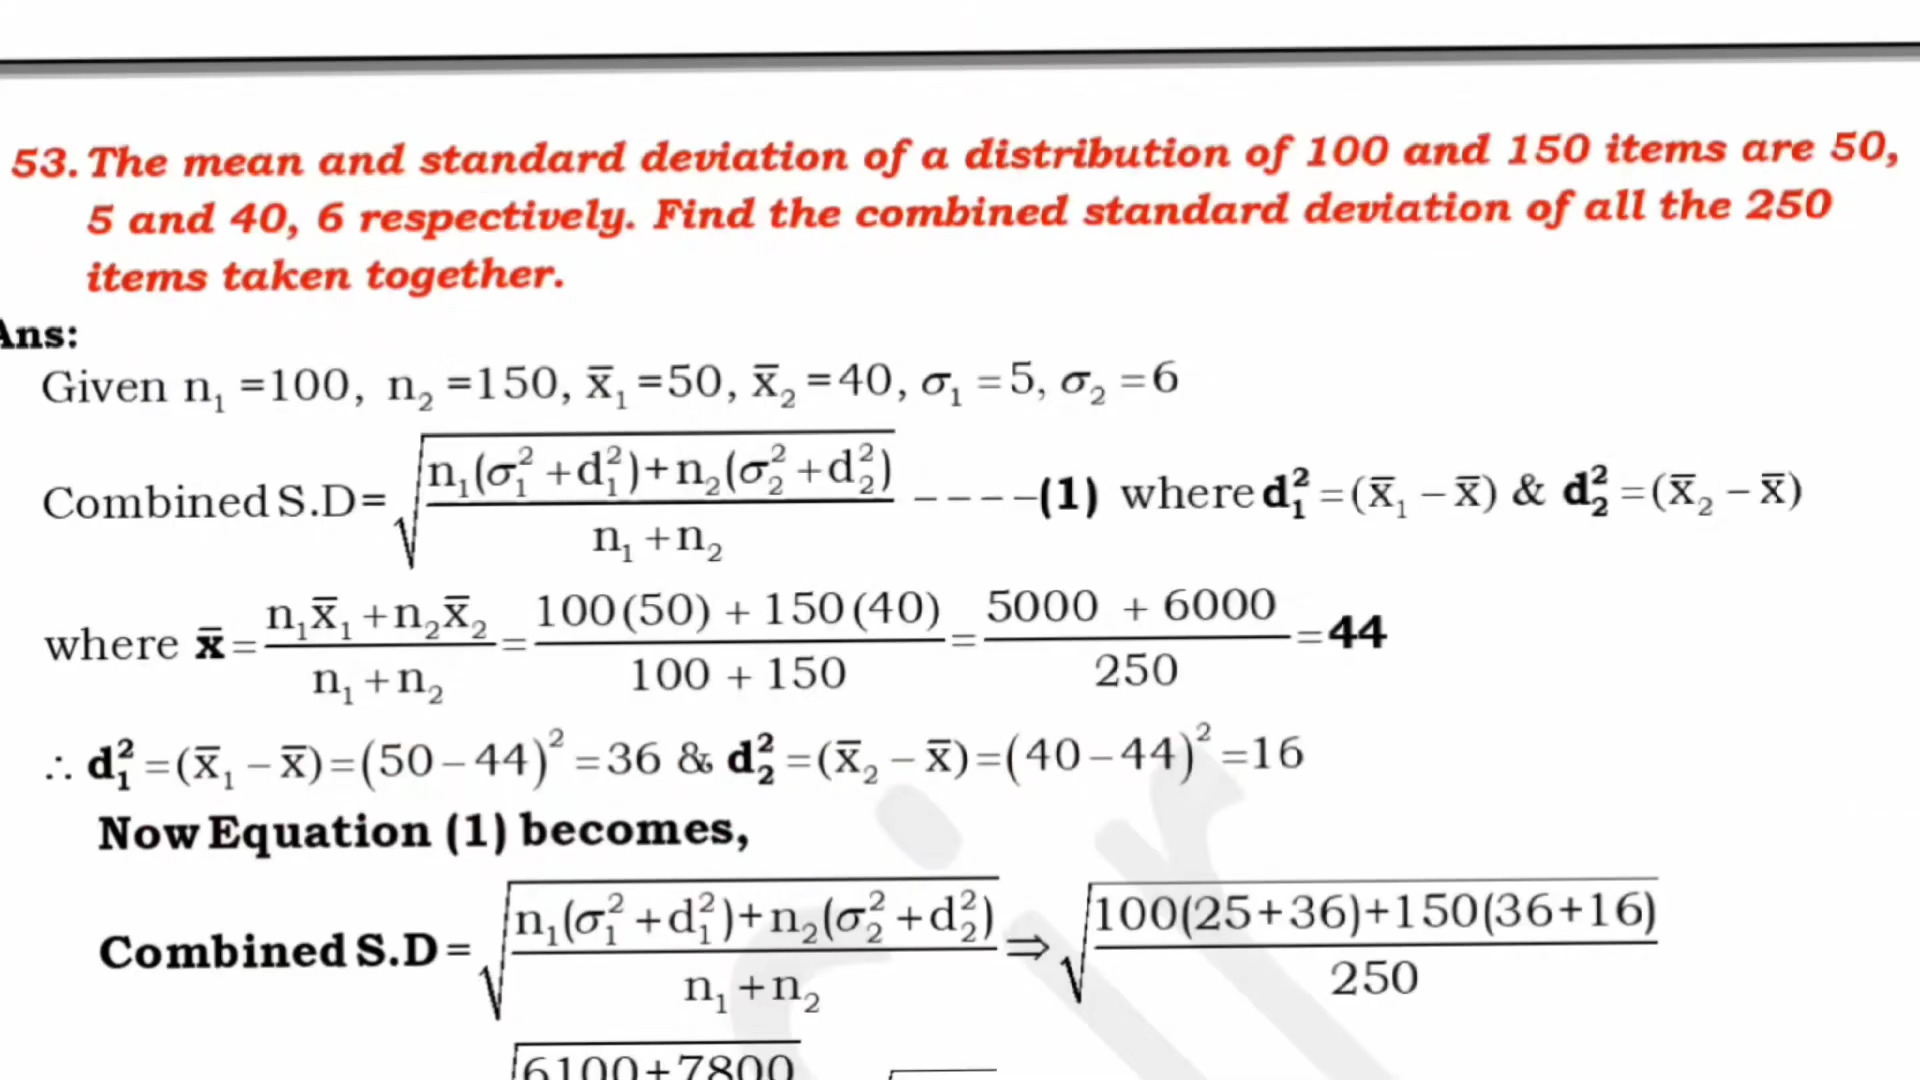 53. The mean and standard deviation of a distribution of 100 and 150 items are 50,
5 and 40, 6 respectively. Find the combined standard deviation of all the 250
items taken together.
Ans:
Given n₁ =100, n₂ =150, x̄₁ =50, x̄₂ =40, σ₁ =5, σ₂ =6
Combined S.D= √((n₁(σ₁² +d₁²)+n₂(σ₂² +d₂²))/(n₁ +n₂)) ----(1) where d₁² =(x̄₁ −x̄) & d₂² =(x̄₂ −x̄)
where x̄= (n₁x̄₁ +n₂x̄₂)/(n₁ +n₂) = (100(50) + 150(40))/(100 + 150) = (5000 + 6000)/250 =44
∴ d₁² =(x̄₁ −x̄)=(50−44)² =36 & d₂² =(x̄₂ −x̄)=(40−44)² =16
Now Equation (1) becomes,
Combined S.D= √((n₁(σ₁² +d₁²)+n₂(σ₂² +d₂²))/(n₁ +n₂)) ⇒ √((100(25+36)+150(36+16))/250)
√6100+7800